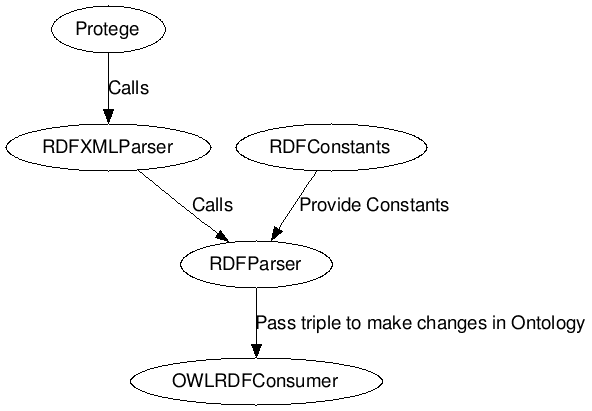 Protege
Calls
RDFXMLParser
RDFConstants
Calls
Provide Constants
RDFParser
Pass triple to make changes in Ontology
OWLRDFConsumer